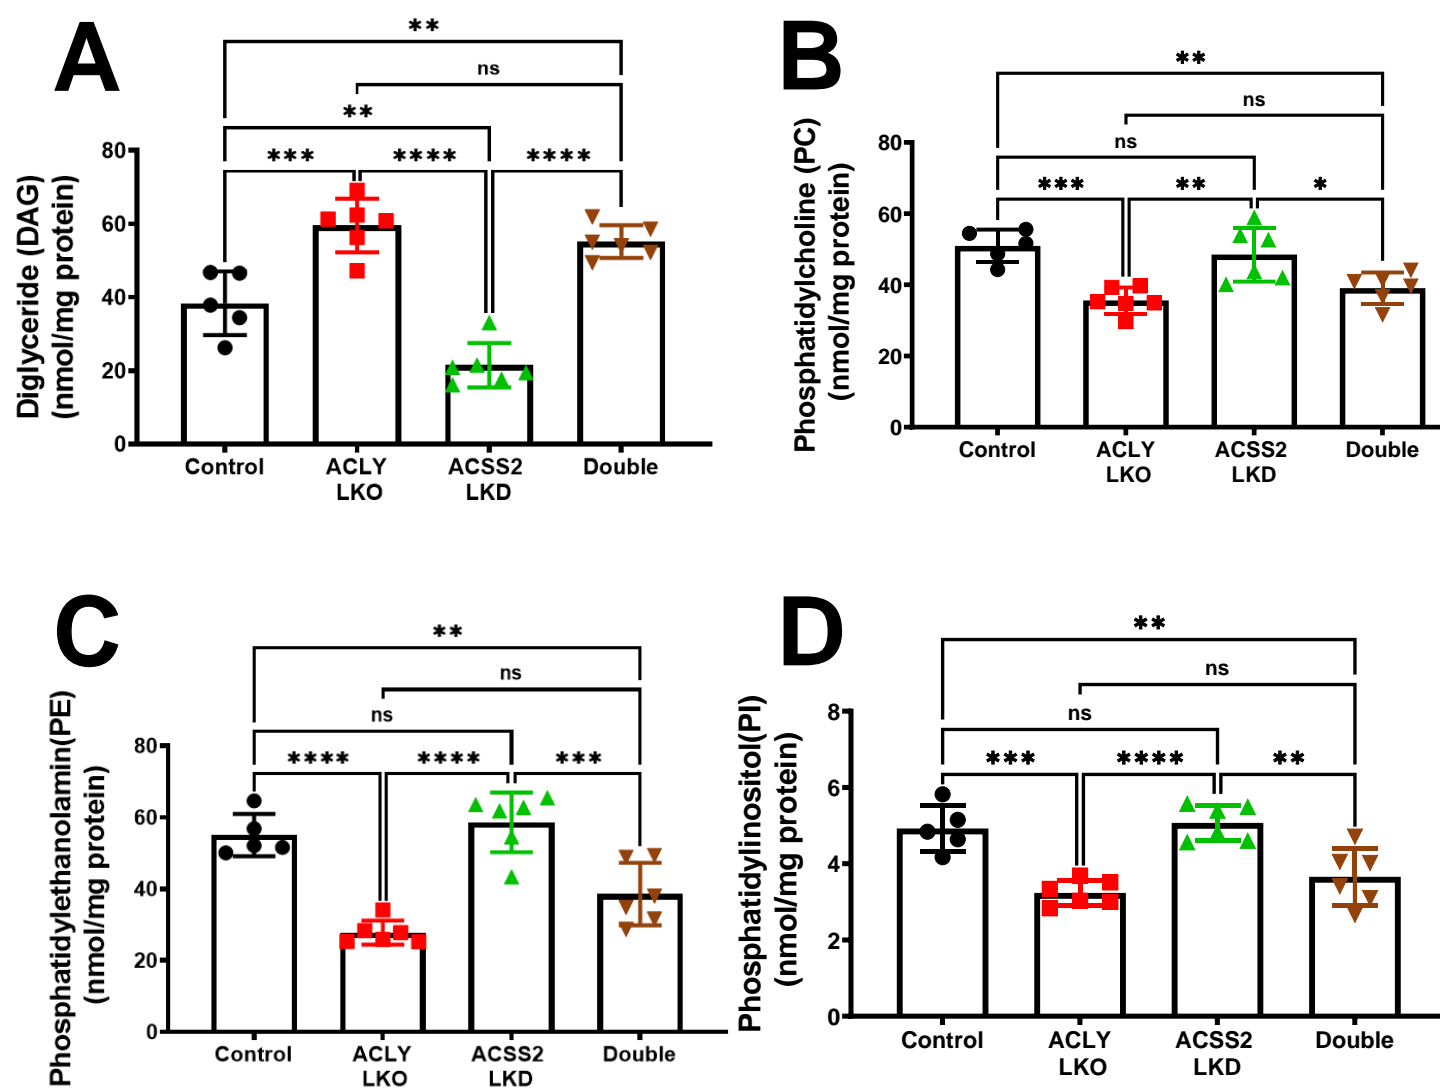 A
**
ns
**
***
****
****
Diglyceride (DAG)
(nmol/mg protein)
80
60
40
20
0
Control
ACLY
LKO
ACSS2
LKD
Double
B
**
ns
ns
***
**
*
Phosphatidylcholine (PC)
(nmol/mg protein)
80
60
40
20
0
Control
ACLY
LKO
ACSS2
LKD
Double
C
**
ns
ns
****
****
***
Phosphatidylethanolamin(PE)
(nmol/mg protein)
80
60
40
20
0
Control
ACLY
LKO
ACSS2
LKD
Double
D
**
ns
ns
***
****
**
Phosphatidylinositol(PI)
(nmol/mg protein)
8
6
4
2
0
Control
ACLY
LKO
ACSS2
LKD
Double